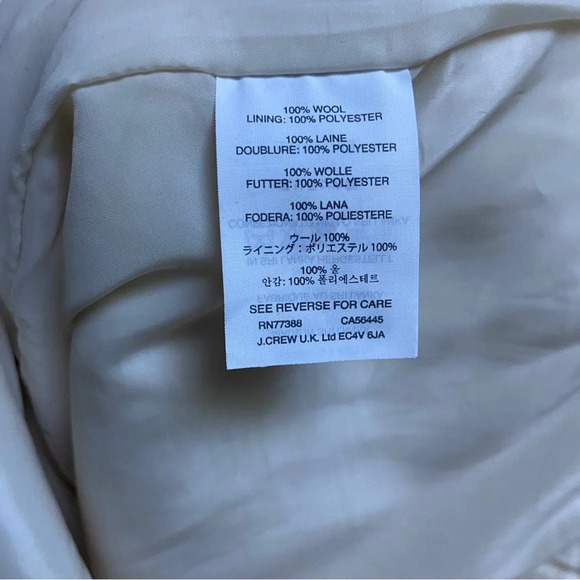 100% WOOL
LINING: 100% POLYESTER
100% LAINE
DOUBLURE: 100% POLYESTER
100% WOLLE
FUTTER: 100% POLYESTER
100% LANA
FODERA: 100% POLIESTERE
ウール 100%
ライニング : ポリエステル 100%
100% 울
안감: 100% 폴리에스테르
SEE REVERSE FOR CARE
RN77388 CA56445
J.CREW U.K. Ltd EC4V 6JA